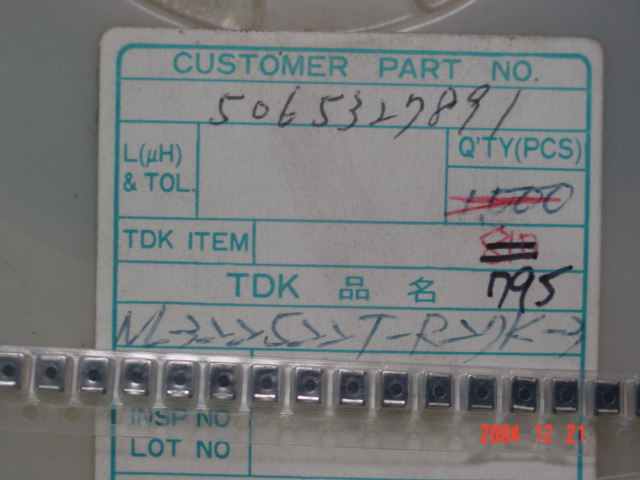 CUSTOMER PART NO.
5065327891
L(μH) & TOL.
Q'TY(PCS)
TDK ITEM
TDK 品名
795
INSP NO
LOT NO
2004 12 21